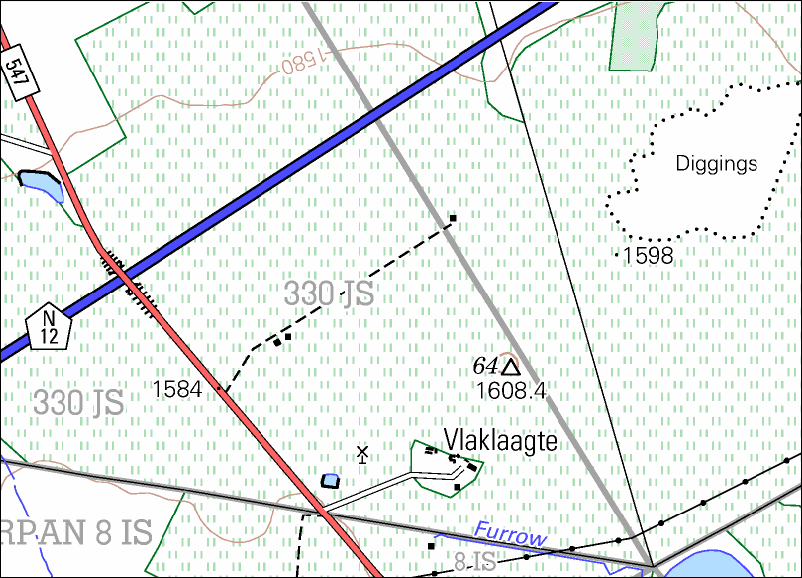 1580
547
Diggings
1598
330 JS
N
12
64
1608.4
1584
330 JS
Vlaklaagte
1
RPAN 8 IS
Furrow
8 IS